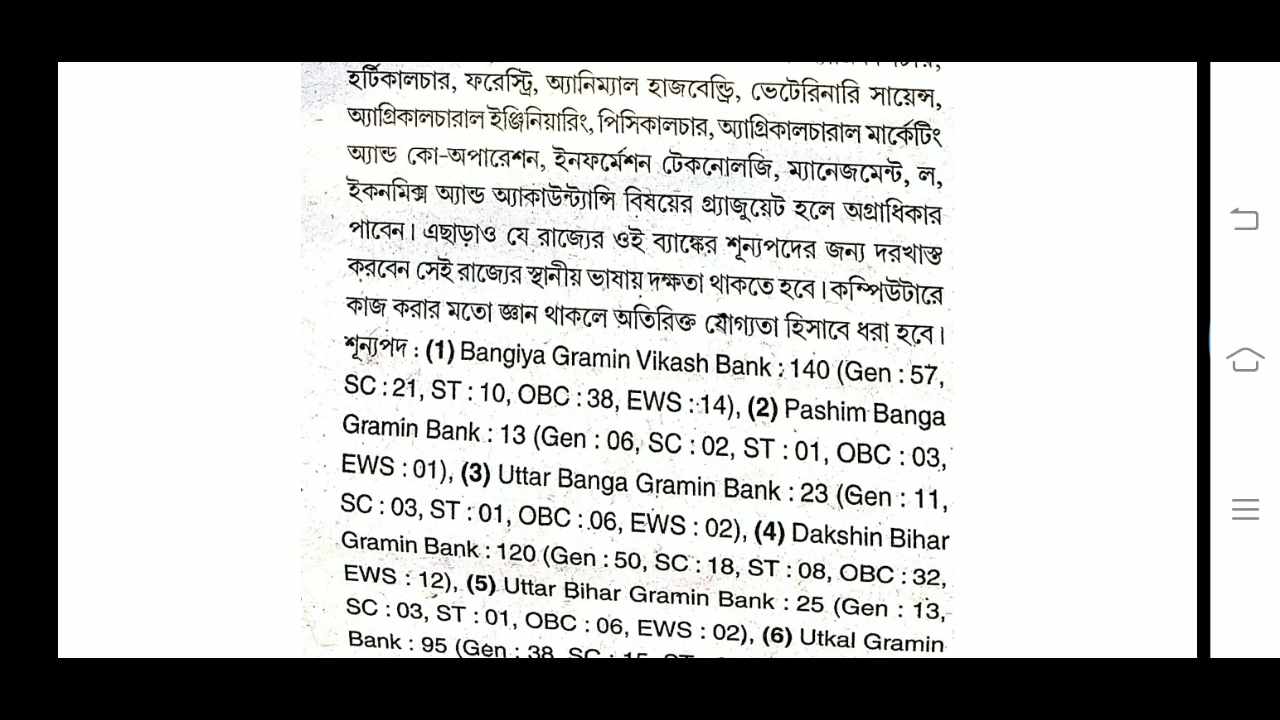 হর্টিকালচার, ফরেস্ট্রি, অ্যানিম্যাল হাজবেন্ড্রি, ভেটেরিনারি সায়েন্স,
অ্যাগ্রিকালচারাল ইঞ্জিনিয়ারিং, পিসিকালচার, অ্যাগ্রিকালচারাল মার্কেটিং
অ্যান্ড কো-অপারেশন, ইনফর্মেশন টেকনোলজি, ম্যানেজমেন্ট, ল,
ইকনমিক্স অ্যান্ড অ্যাকাউন্ট্যান্সি বিষয়ের গ্র্যাজুয়েট হলে অগ্রাধিকার
পাবেন। এছাড়াও যে রাজ্যের ওই ব্যাঙ্কের শূন্যপদের জন্য দরখাস্ত
করবেন সেই রাজ্যের স্থানীয় ভাষায় দক্ষতা থাকতে হবে। কম্পিউটারে
কাজ করার মতো জ্ঞান থাকলে অতিরিক্ত যোগ্যতা হিসাবে ধরা হবে।
শূন্যপদ : (1) Bangiya Gramin Vikash Bank : 140 (Gen : 57,
SC : 21, ST : 10, OBC : 38, EWS : 14), (2) Pashim Banga
Gramin Bank : 13 (Gen : 06, SC : 02, ST : 01, OBC : 03,
EWS : 01), (3) Uttar Banga Gramin Bank : 23 (Gen : 11,
SC : 03, ST : 01, OBC : 06, EWS : 02), (4) Dakshin Bihar
Gramin Bank : 120 (Gen : 50, SC : 18, ST : 08, OBC : 32,
EWS : 12), (5) Uttar Bihar Gramin Bank : 25 (Gen : 13,
SC : 03, ST : 01, OBC : 06, EWS : 02), (6) Utkal Gramin
Bank : 95 (Gen : 38, SC : 15, ST